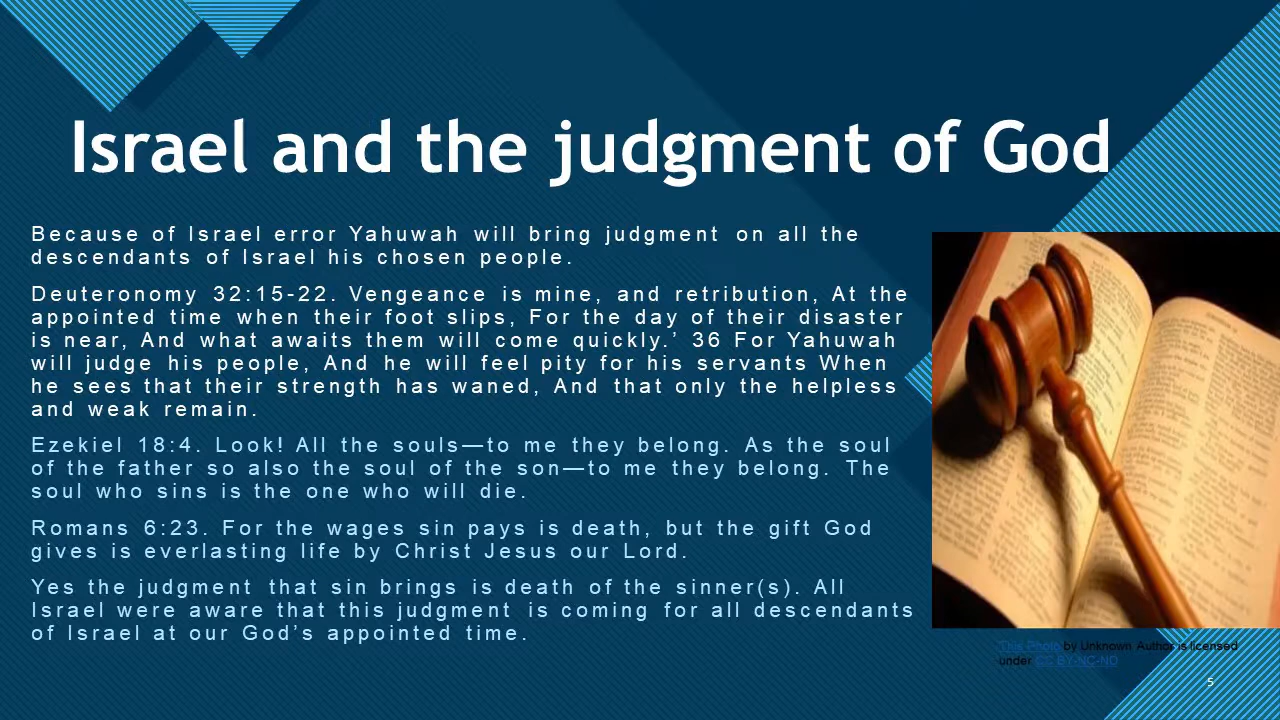 Israel and the judgment of God
Because of Israel error Yahuwah will bring judgment on all the
descendants of Israel his chosen people.
Deuteronomy 32:15-22. Vengeance is mine, and retribution, At the
appointed time when their foot slips, For the day of their disaster
is near, And what awaits them will come quickly.’ 36 For Yahuwah
will judge his people, And he will feel pity for his servants When
he sees that their strength has waned, And that only the helpless
and weak remain.
Ezekiel 18:4. Look! All the souls—to me they belong. As the soul
of the father so also the soul of the son—to me they belong. The
soul who sins is the one who will die.
Romans 6:23. For the wages sin pays is death, but the gift God
gives is everlasting life by Christ Jesus our Lord.
Yes the judgment that sin brings is death of the sinner(s). All
Israel were aware that this judgment is coming for all descendants
of Israel at our God’s appointed time.
This Photo by Unknown Author is licensed
under CC BY-NC-ND
5